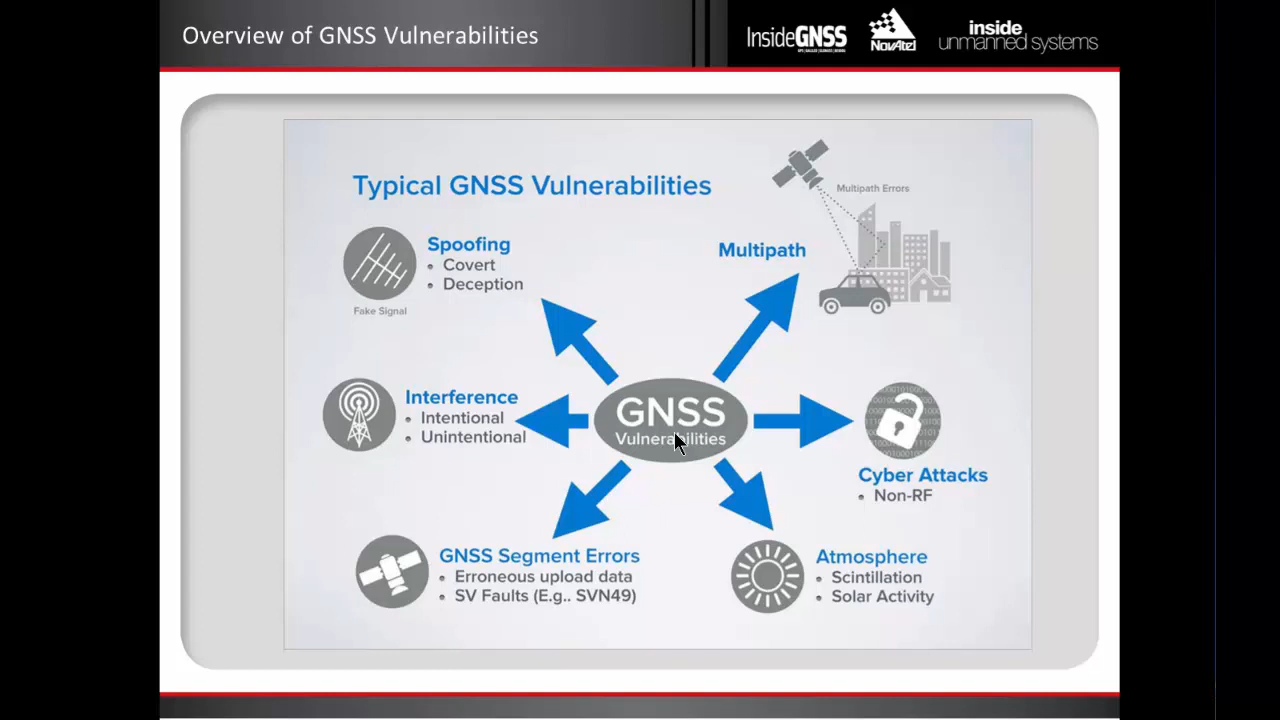 Overview of GNSS Vulnerabilities
InsideGNSS
NovAtel
inside
unmanned systems
Typical GNSS Vulnerabilities
Multipath Errors
Spoofing
• Covert
• Deception
Fake Signal
Multipath
Interference
• Intentional
• Unintentional
GNSS
Vulnerabilities
Cyber Attacks
• Non-RF
GNSS Segment Errors
• Erroneous upload data
• SV Faults (E.g.. SVN49)
Atmosphere
• Scintillation
• Solar Activity